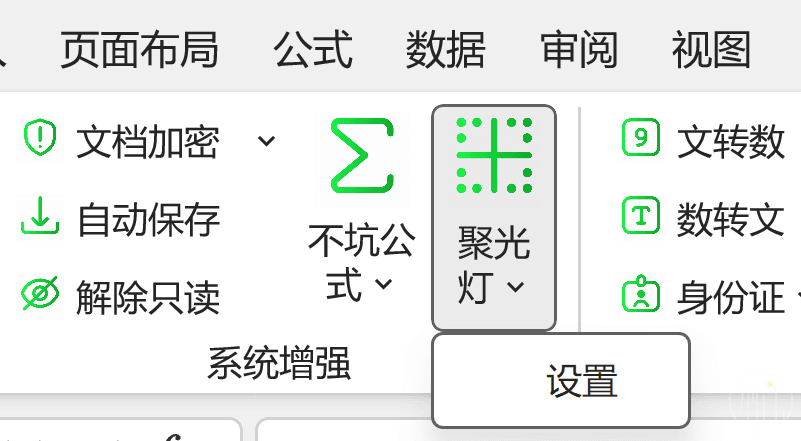 页面布局 公式 数据 审阅 视图
文档加密
自动保存
解除只读
不坑公
式
聚光
灯
文转数
数转文
身份证
系统增强
设置